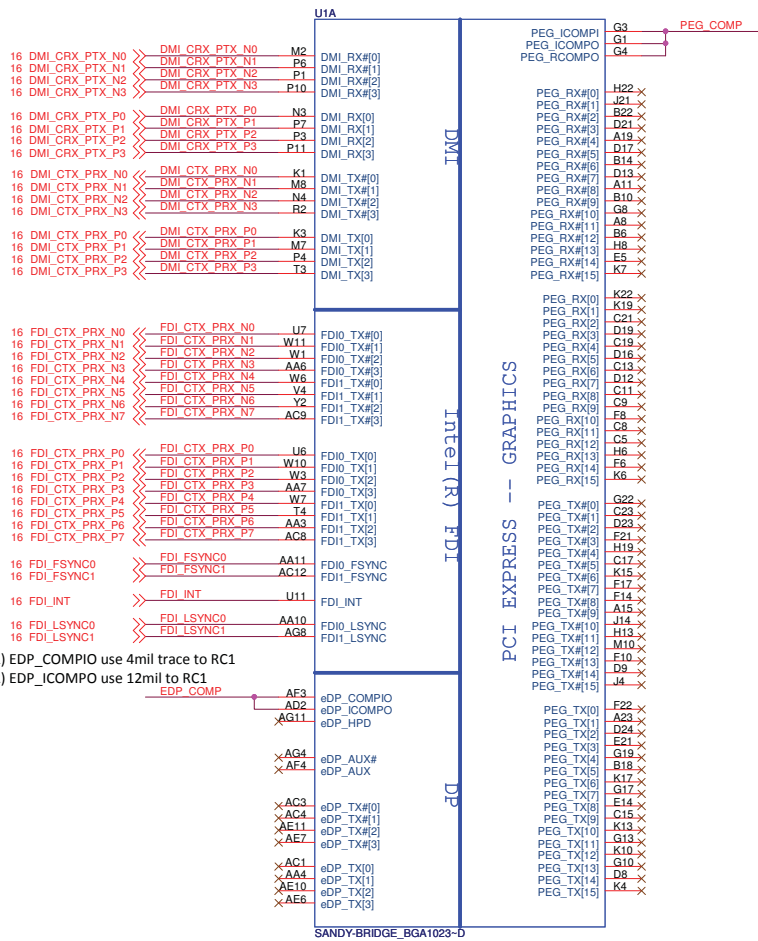 U1A
16 DMI_CRX_PTX_N0 DMI_CRX_PTX_N0 M2 DMI_RX#[0]
16 DMI_CRX_PTX_N1 DMI_CRX_PTX_N1 P6 DMI_RX#[1]
16 DMI_CRX_PTX_N2 DMI_CRX_PTX_N2 P1 DMI_RX#[2]
16 DMI_CRX_PTX_N3 DMI_CRX_PTX_N3 P10 DMI_RX#[3]
16 DMI_CRX_PTX_P0 DMI_CRX_PTX_P0 N3 DMI_RX[0]
16 DMI_CRX_PTX_P1 DMI_CRX_PTX_P1 P7 DMI_RX[1]
16 DMI_CRX_PTX_P2 DMI_CRX_PTX_P2 P3 DMI_RX[2]
16 DMI_CRX_PTX_P3 DMI_CRX_PTX_P3 P11 DMI_RX[3]
16 DMI_CTX_PRX_N0 DMI_CTX_PRX_N0 K1 DMI_TX#[0]
16 DMI_CTX_PRX_N1 DMI_CTX_PRX_N1 M8 DMI_TX#[1]
16 DMI_CTX_PRX_N2 DMI_CTX_PRX_N2 N4 DMI_TX#[2]
16 DMI_CTX_PRX_N3 DMI_CTX_PRX_N3 R2 DMI_TX#[3]
16 DMI_CTX_PRX_P0 DMI_CTX_PRX_P0 K3 DMI_TX[0]
16 DMI_CTX_PRX_P1 DMI_CTX_PRX_P1 M7 DMI_TX[1]
16 DMI_CTX_PRX_P2 DMI_CTX_PRX_P2 P4 DMI_TX[2]
16 DMI_CTX_PRX_P3 DMI_CTX_PRX_P3 T3 DMI_TX[3]
DMI
16 FDI_CTX_PRX_N0 FDI_CTX_PRX_N0 U7 FDI0_TX#[0]
16 FDI_CTX_PRX_N1 FDI_CTX_PRX_N1 W11 FDI0_TX#[1]
16 FDI_CTX_PRX_N2 FDI_CTX_PRX_N2 W1 FDI0_TX#[2]
16 FDI_CTX_PRX_N3 FDI_CTX_PRX_N3 AA6 FDI0_TX#[3]
16 FDI_CTX_PRX_N4 FDI_CTX_PRX_N4 W6 FDI1_TX#[0]
16 FDI_CTX_PRX_N5 FDI_CTX_PRX_N5 V4 FDI1_TX#[1]
16 FDI_CTX_PRX_N6 FDI_CTX_PRX_N6 Y2 FDI1_TX#[2]
16 FDI_CTX_PRX_N7 FDI_CTX_PRX_N7 AC9 FDI1_TX#[3]
16 FDI_CTX_PRX_P0 FDI_CTX_PRX_P0 U6 FDI0_TX[0]
16 FDI_CTX_PRX_P1 FDI_CTX_PRX_P1 W10 FDI0_TX[1]
16 FDI_CTX_PRX_P2 FDI_CTX_PRX_P2 W3 FDI0_TX[2]
16 FDI_CTX_PRX_P3 FDI_CTX_PRX_P3 AA7 FDI0_TX[3]
16 FDI_CTX_PRX_P4 FDI_CTX_PRX_P4 W7 FDI1_TX[0]
16 FDI_CTX_PRX_P5 FDI_CTX_PRX_P5 T4 FDI1_TX[1]
16 FDI_CTX_PRX_P6 FDI_CTX_PRX_P6 AA3 FDI1_TX[2]
16 FDI_CTX_PRX_P7 FDI_CTX_PRX_P7 AC8 FDI1_TX[3]
16 FDI_FSYNC0 FDI_FSYNC0 AA11 FDI0_FSYNC
16 FDI_FSYNC1 FDI_FSYNC1 AC12 FDI1_FSYNC
16 FDI_INT FDI_INT U11 FDI_INT
16 FDI_LSYNC0 FDI_LSYNC0 AA10 FDI0_LSYNC
16 FDI_LSYNC1 FDI_LSYNC1 AG8 FDI1_LSYNC
Intel(R) FDI
) EDP_COMPIO use 4mil trace to RC1
) EDP_ICOMPO use 12mil to RC1
EDP_COMP AF3 eDP_COMPIO
AD2 eDP_ICOMPO
AG11 eDP_HPD
AG4 eDP_AUX#
AF4 eDP_AUX
AC3 eDP_TX#[0]
AC4 eDP_TX#[1]
AE11 eDP_TX#[2]
AE7 eDP_TX#[3]
AC1 eDP_TX[0]
AA4 eDP_TX[1]
AE10 eDP_TX[2]
AE6 eDP_TX[3]
DP
PCI EXPRESS -- GRAPHICS
PEG_ICOMPI G3 PEG_COMP
PEG_ICOMPO G1
PEG_RCOMPO G4
PEG_RX#[0] H22
PEG_RX#[1] J21
PEG_RX#[2] B22
PEG_RX#[3] D21
PEG_RX#[4] A19
PEG_RX#[5] D17
PEG_RX#[6] B14
PEG_RX#[7] D13
PEG_RX#[8] A11
PEG_RX#[9] B10
PEG_RX#[10] G8
PEG_RX#[11] A8
PEG_RX#[12] B6
PEG_RX#[13] H8
PEG_RX#[14] E5
PEG_RX#[15] K7
PEG_RX[0] K22
PEG_RX[1] K19
PEG_RX[2] C21
PEG_RX[3] D19
PEG_RX[4] C19
PEG_RX[5] D16
PEG_RX[6] C13
PEG_RX[7] D12
PEG_RX[8] C11
PEG_RX[9] C9
PEG_RX[10] F8
PEG_RX[11] C8
PEG_RX[12] C5
PEG_RX[13] H6
PEG_RX[14] F6
PEG_RX[15] K6
PEG_TX#[0] G22
PEG_TX#[1] C23
PEG_TX#[2] D23
PEG_TX#[3] F21
PEG_TX#[4] H19
PEG_TX#[5] C17
PEG_TX#[6] K15
PEG_TX#[7] F17
PEG_TX#[8] F14
PEG_TX#[9] A15
PEG_TX#[10] J14
PEG_TX#[11] H13
PEG_TX#[12] M10
PEG_TX#[13] F10
PEG_TX#[14] D9
PEG_TX#[15] J4
PEG_TX[0] F22
PEG_TX[1] A23
PEG_TX[2] D24
PEG_TX[3] E21
PEG_TX[4] G19
PEG_TX[5] B18
PEG_TX[6] K17
PEG_TX[7] G17
PEG_TX[8] E14
PEG_TX[9] C15
PEG_TX[10] K13
PEG_TX[11] G13
PEG_TX[12] K10
PEG_TX[13] G10
PEG_TX[14] D8
PEG_TX[15] K4
SANDY-BRIDGE_BGA1023~D